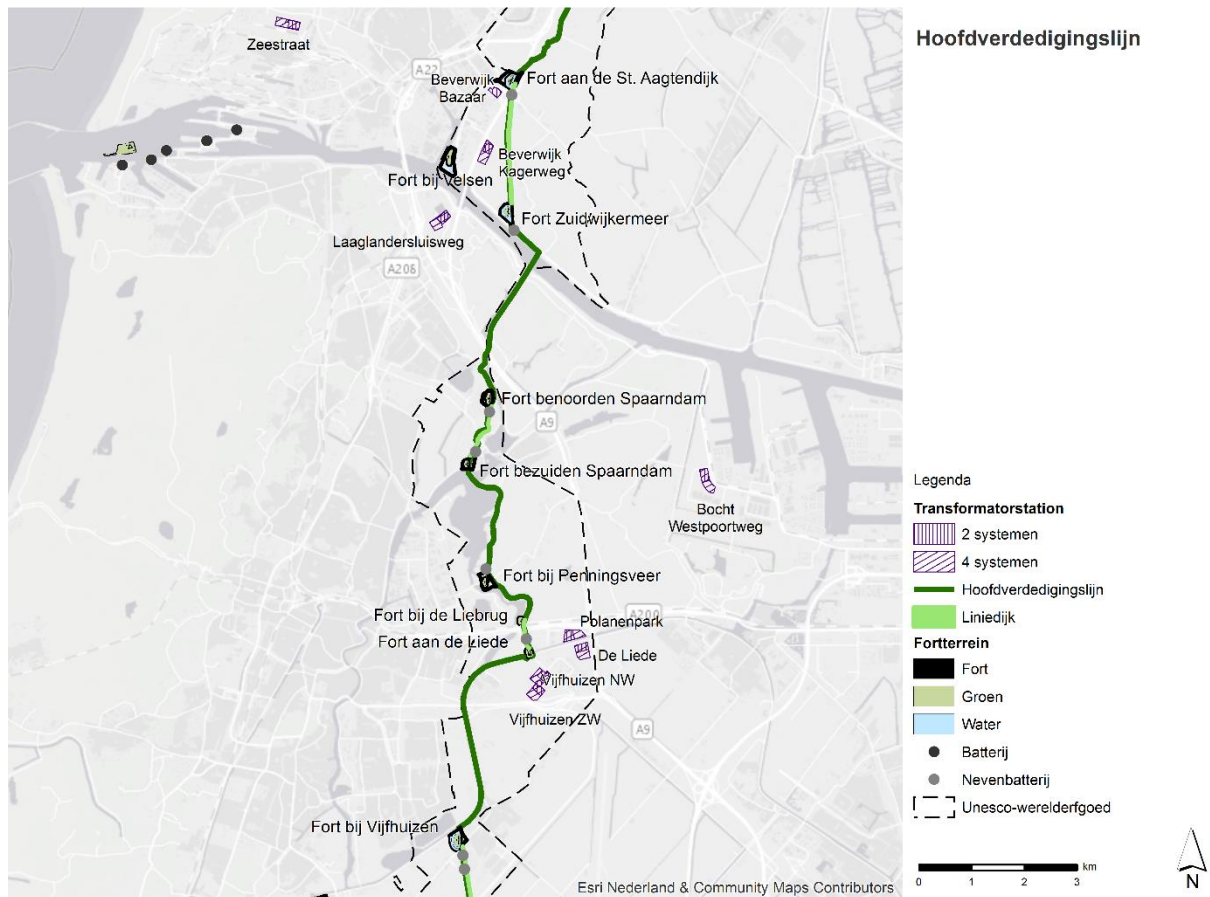 Hoofdverdedigingslijn
Zeestraat
A22
Beverwijk
Bazaar
Fort aan de St. Aagtendijk
Beverwijk
Kagerweg
Fort bij Velsen
Fort Zuidwijkermeer
Laaglandersluisweg
A208
Fort benoorden Spaarndam
A9
Fort bezuiden Spaarndam
Bocht
Westpoortweg
Fort bij Penningsveer
Fort bij de Liebrug
A200
Polanenpark
Fort aan de Liede
De Liede
Vijfhuizen NW
Vijfhuizen ZW
A9
Fort bij Vijfhuizen
Esri Nederland & Community Maps Contributors
Legenda
Transformatorstation
2 systemen
4 systemen
Hoofdverdedigingslijn
Liniedijk
Fortterrein
Fort
Groen
Water
Batterij
Nevenbatterij
Unesco-werelderfgoed
km
0 1 2 3
N